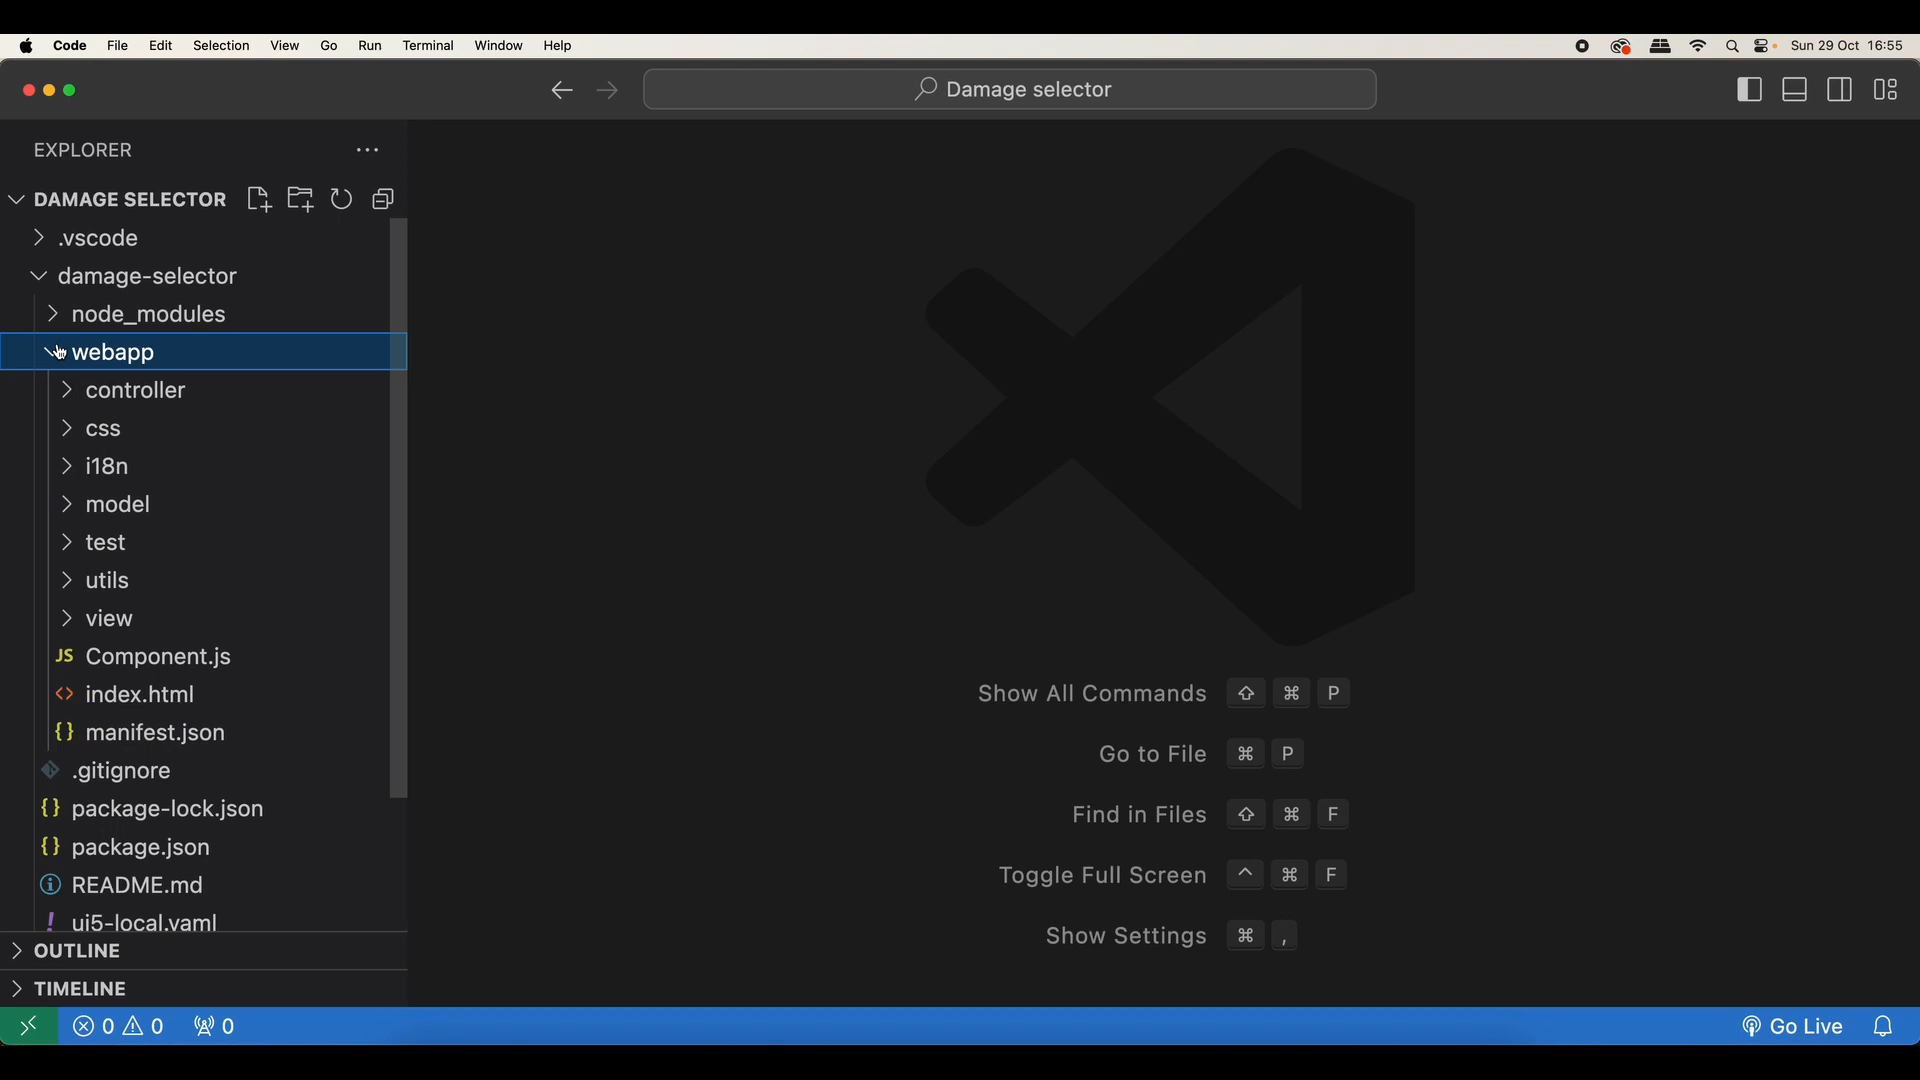 Code File Edit Selection View Go Run Terminal Window Help Sun 29 Oct 16:55
Damage selector
EXPLORER
DAMAGE SELECTOR
.vscode
damage-selector
node_modules
webapp
controller
css
i18n
model
test
utils
view
JS Component.js
<> index.html
{} manifest.json
.gitignore
{} package-lock.json
{} package.json
README.md
! ui5-local.yaml
OUTLINE
TIMELINE
Show All Commands ⇧ ⌘ P
Go to File ⌘ P
Find in Files ⇧ ⌘ F
Toggle Full Screen ^ ⌘ F
Show Settings ⌘ ,
0 0 0 Go Live